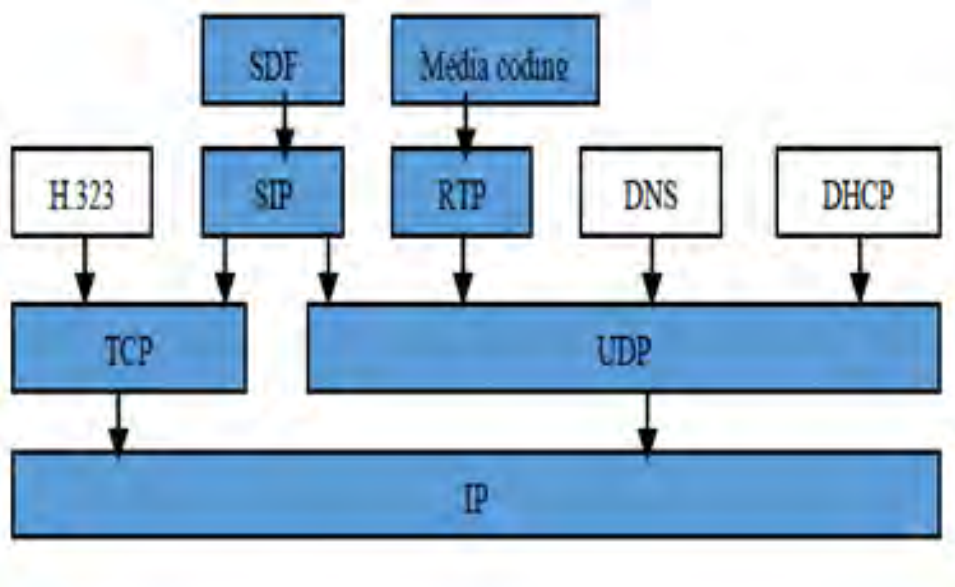 SDF
Média coding
H.323
SIP
RTP
DNS
DHCP
TCP
UDP
IP